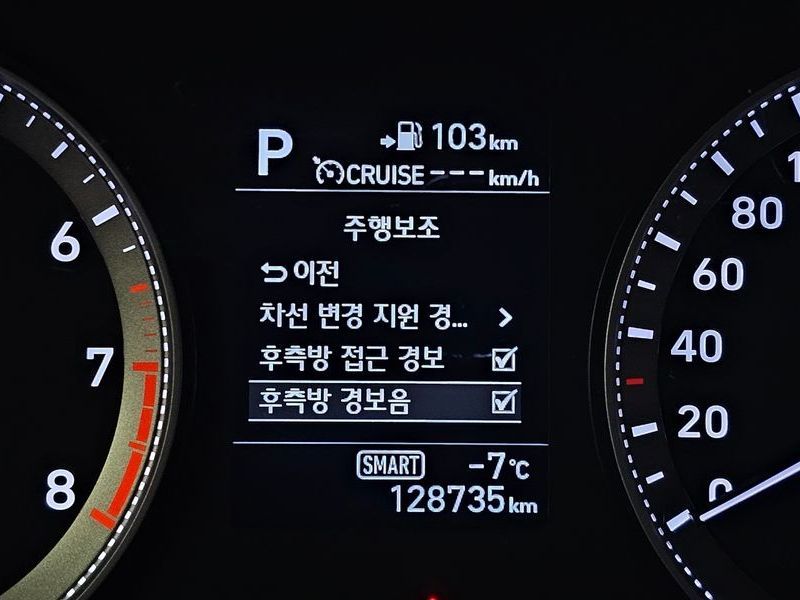 P
103km
CRUISE---km/h
주행보조
이전
차선 변경 지원 경...
후측방 접근 경보
후측방 경보음
SMART -7°C
128735km
6
7
8
80
60
40
20
0